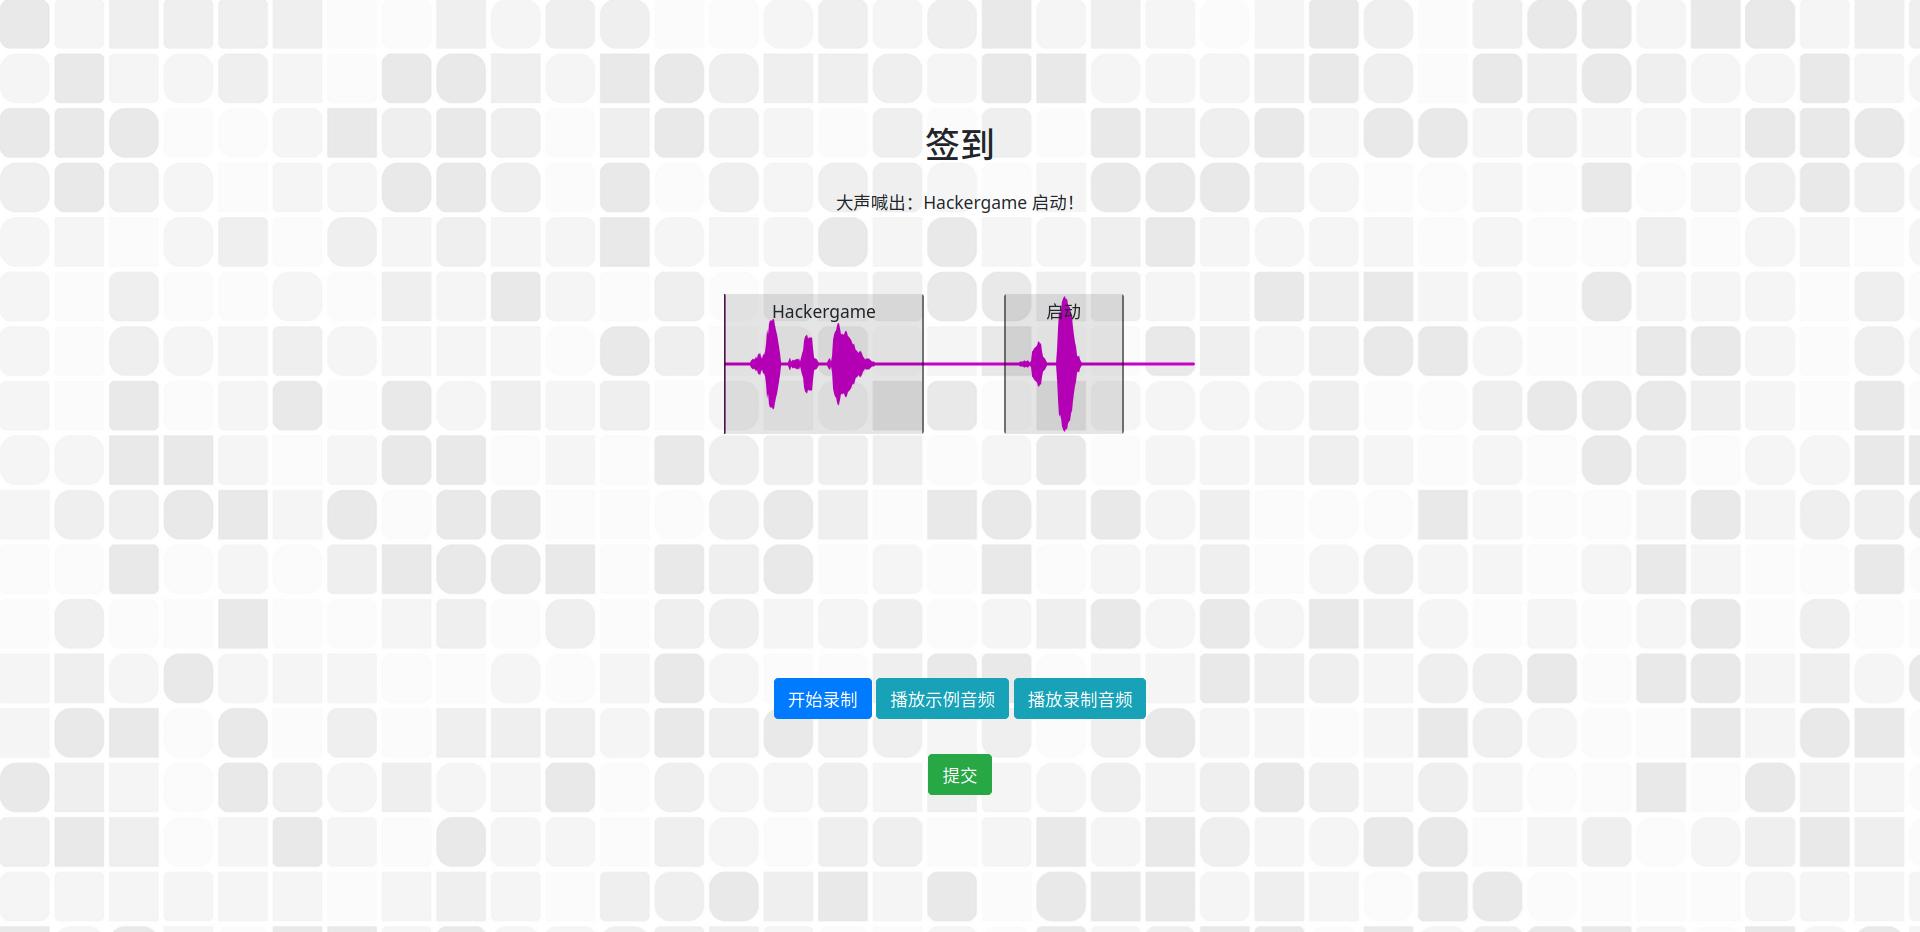 签到
大声喊出：Hackergame 启动！
Hackergame
启动
开始录制
播放示例音频
播放录制音频
提交